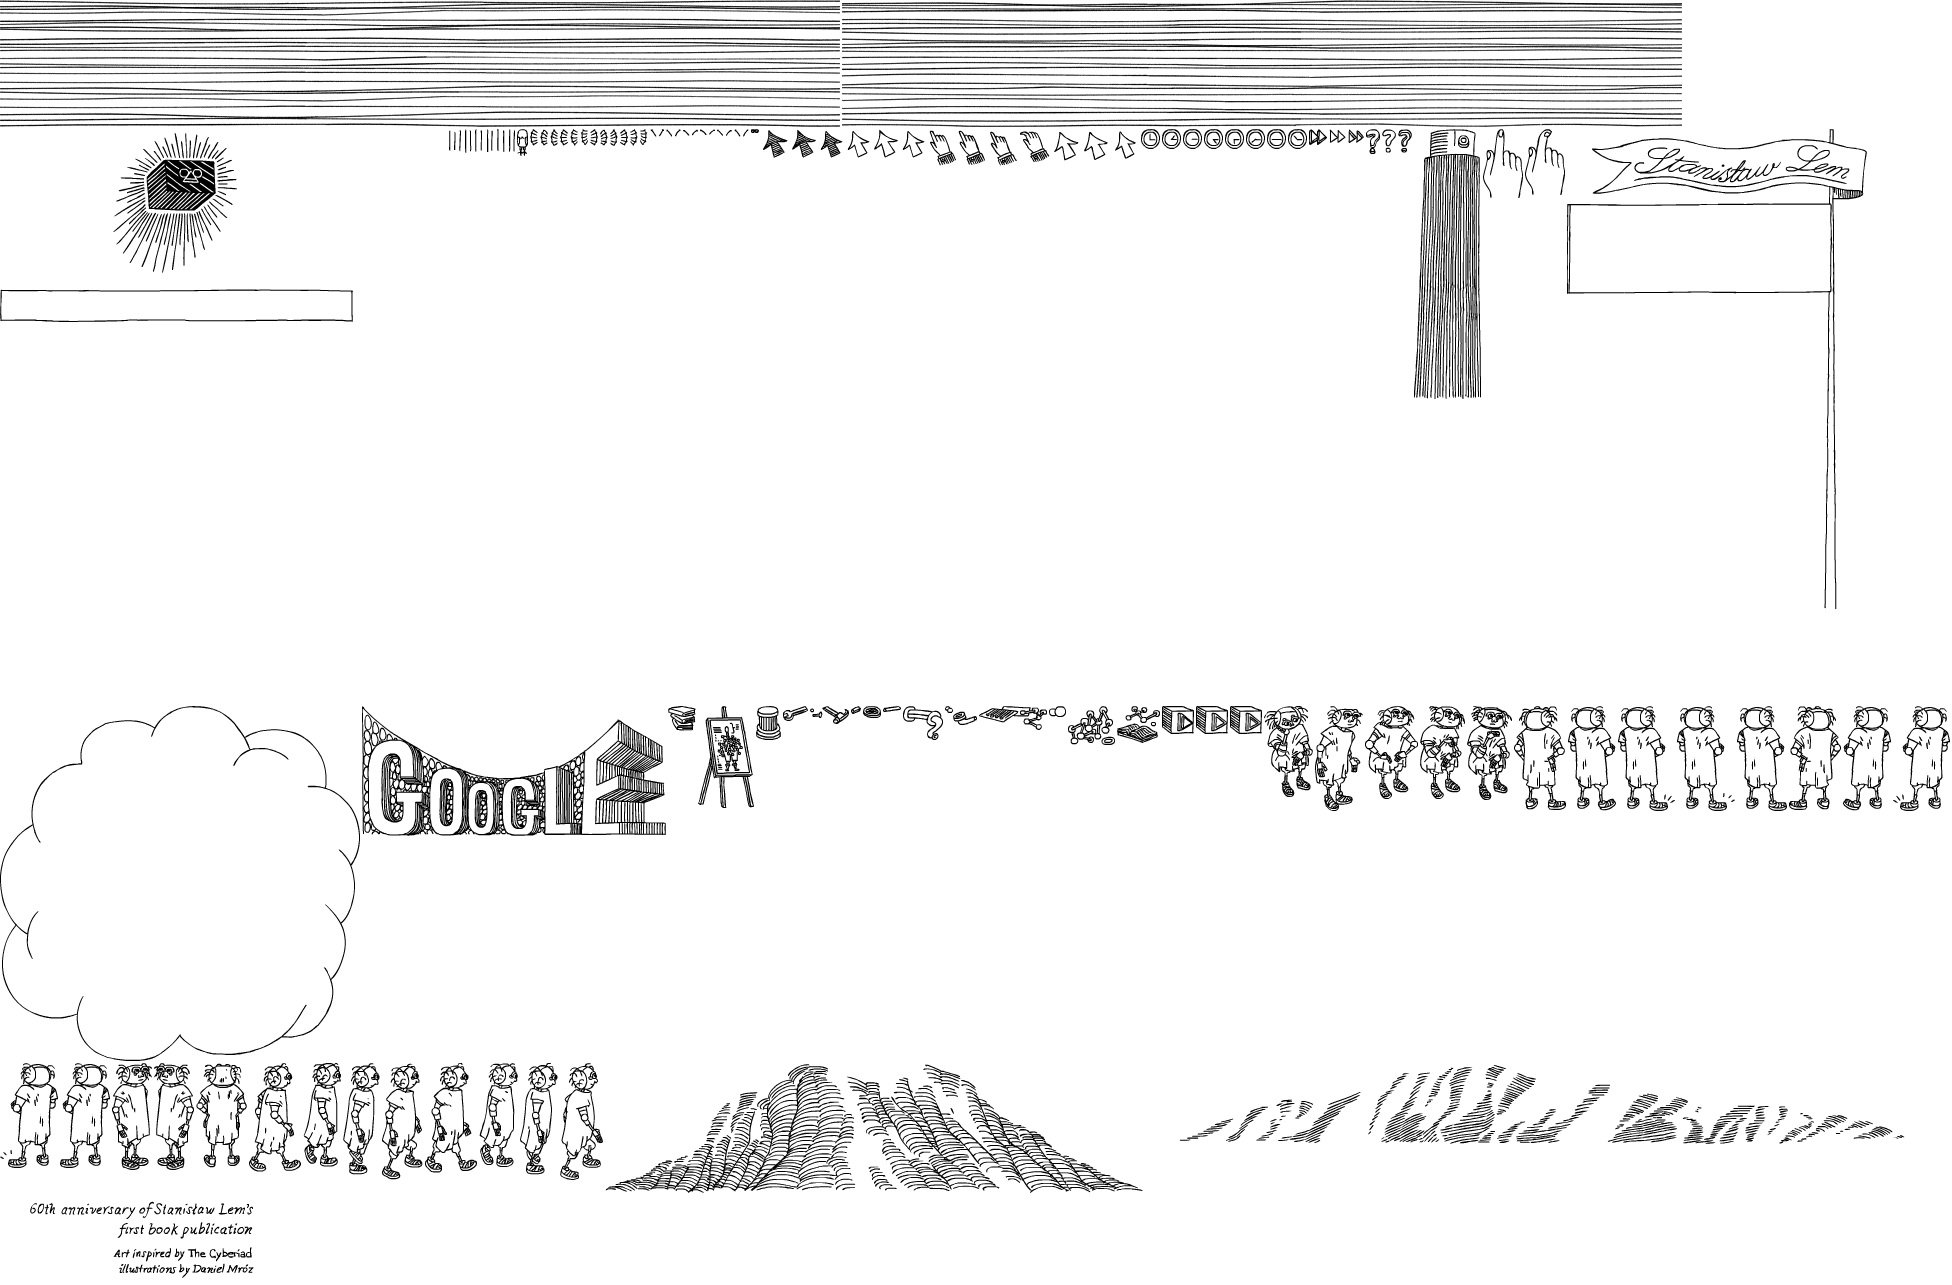 ? ? ?
Stanisław Lem
GOOGLE
60th anniversary of Stanisław Lem's
first book publication
Art inspired by The Cyberiad
illustrations by Daniel Mróz